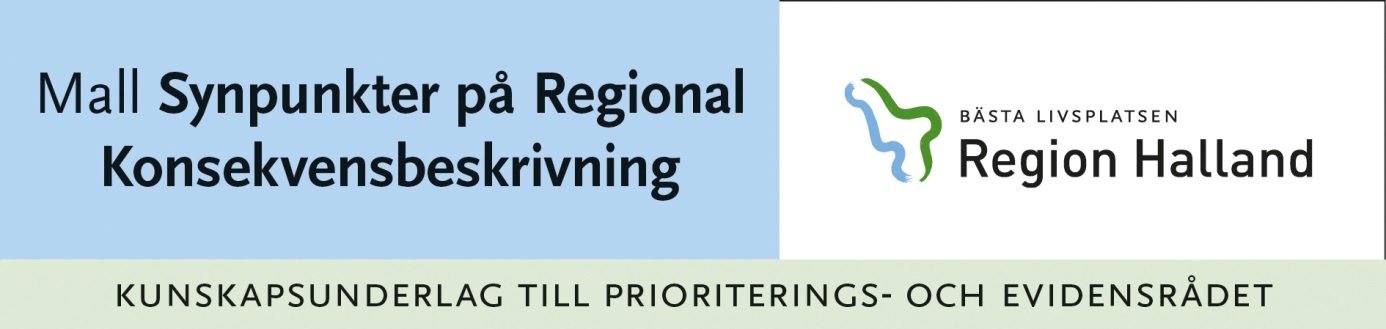 Mall Synpunkter på Regional
Konsekvensbeskrivning
BÄSTA LIVSPLATSEN
Region Halland
KUNSKAPSUNDERLAG TILL PRIORITERINGS- OCH EVIDENSRÅDET